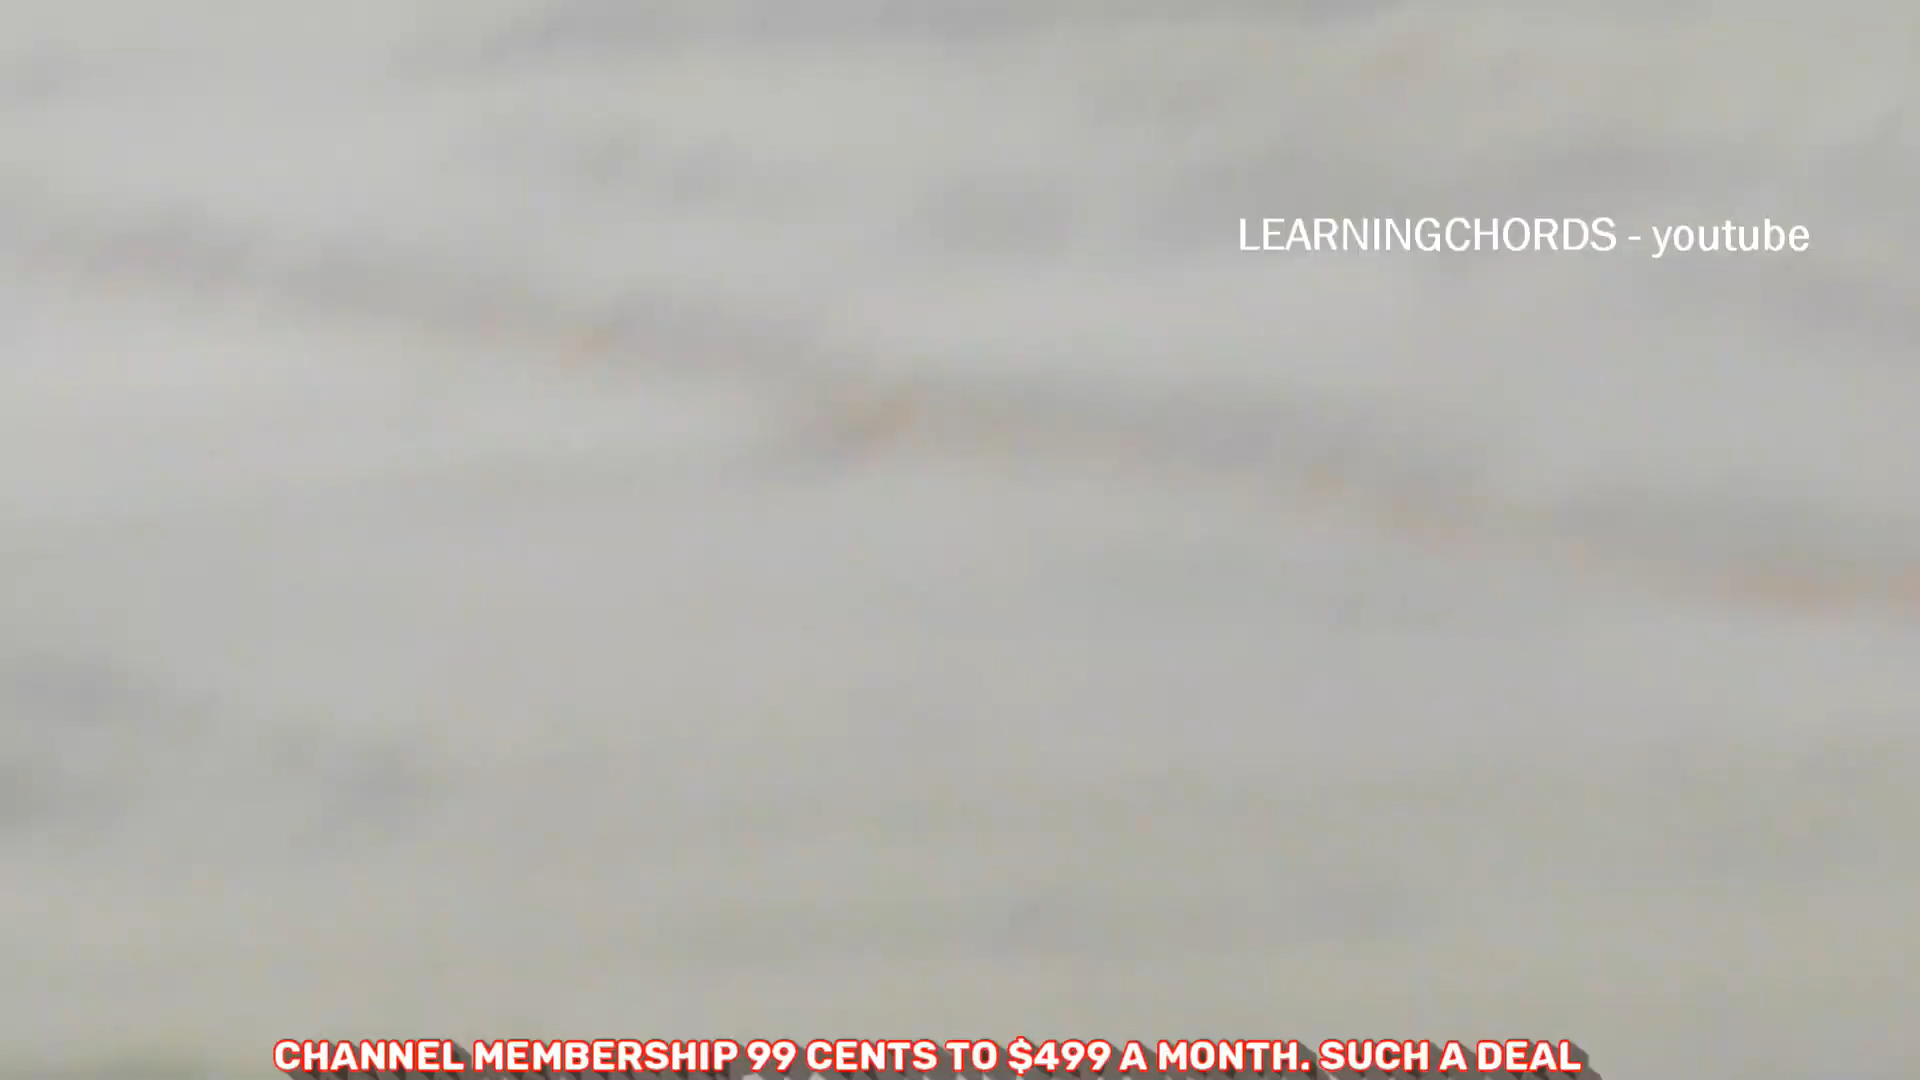 LEARNINGCHORDS - youtube
CHANNEL MEMBERSHIP 99 CENTS TO $499 A MONTH. SUCH A DEAL